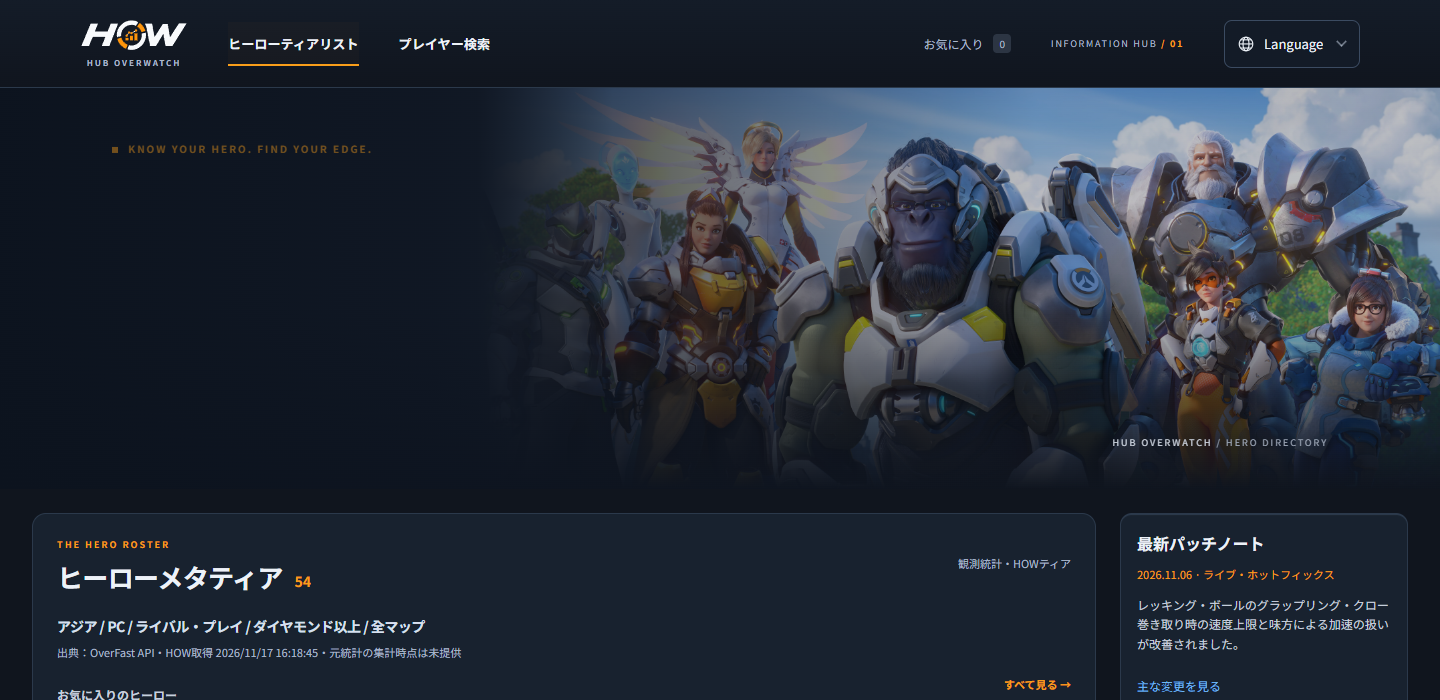 HOW
HUB OVERWATCH
ヒーローティアリスト
プレイヤー検索
お気に入り 0
INFORMATION HUB / 01
Language
KNOW YOUR HERO. FIND YOUR EDGE.
08
HUB OVERWATCH / HERO DIRECTORY
THE HERO ROSTER
ヒーローメタティア 54
観測統計・HOWティア
アジア / PC / ライバル・プレイ / ダイヤモンド以上 / 全マップ
出典：OverFast API・HOW取得 2026/11/17 16:18:45・元統計の集計時点は未提供
お気に入りのヒーロー
すべて見る →
最新パッチノート
2026.11.06 · ライブ・ホットフィックス
レッキング・ボールのグラップリング・クロー
巻き取り時の速度上限と味方による加速の扱い
が改善されました。
主な変更を見る